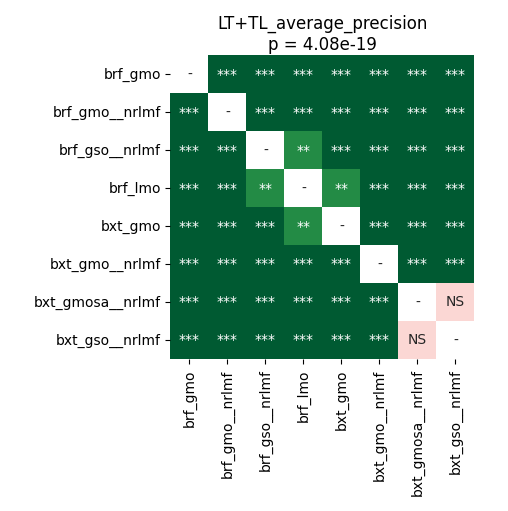 LT+TL_average_precision
p = 4.08e-19
brf_gmo - *** *** *** *** *** *** ***
brf_gmo__nrlmf *** - *** *** *** *** *** ***
brf_gso__nrlmf *** *** - ** *** *** *** ***
brf_lmo *** *** ** - ** *** *** ***
bxt_gmo *** *** *** ** - *** *** ***
bxt_gmo__nrlmf *** *** *** *** *** - *** ***
bxt_gmosa__nrlmf *** *** *** *** *** *** - NS
bxt_gso__nrlmf *** *** *** *** *** *** NS -
brf_gmo
brf_gmo__nrlmf
brf_gso__nrlmf
brf_lmo
bxt_gmo
bxt_gmo__nrlmf
bxt_gmosa__nrlmf
bxt_gso__nrlmf